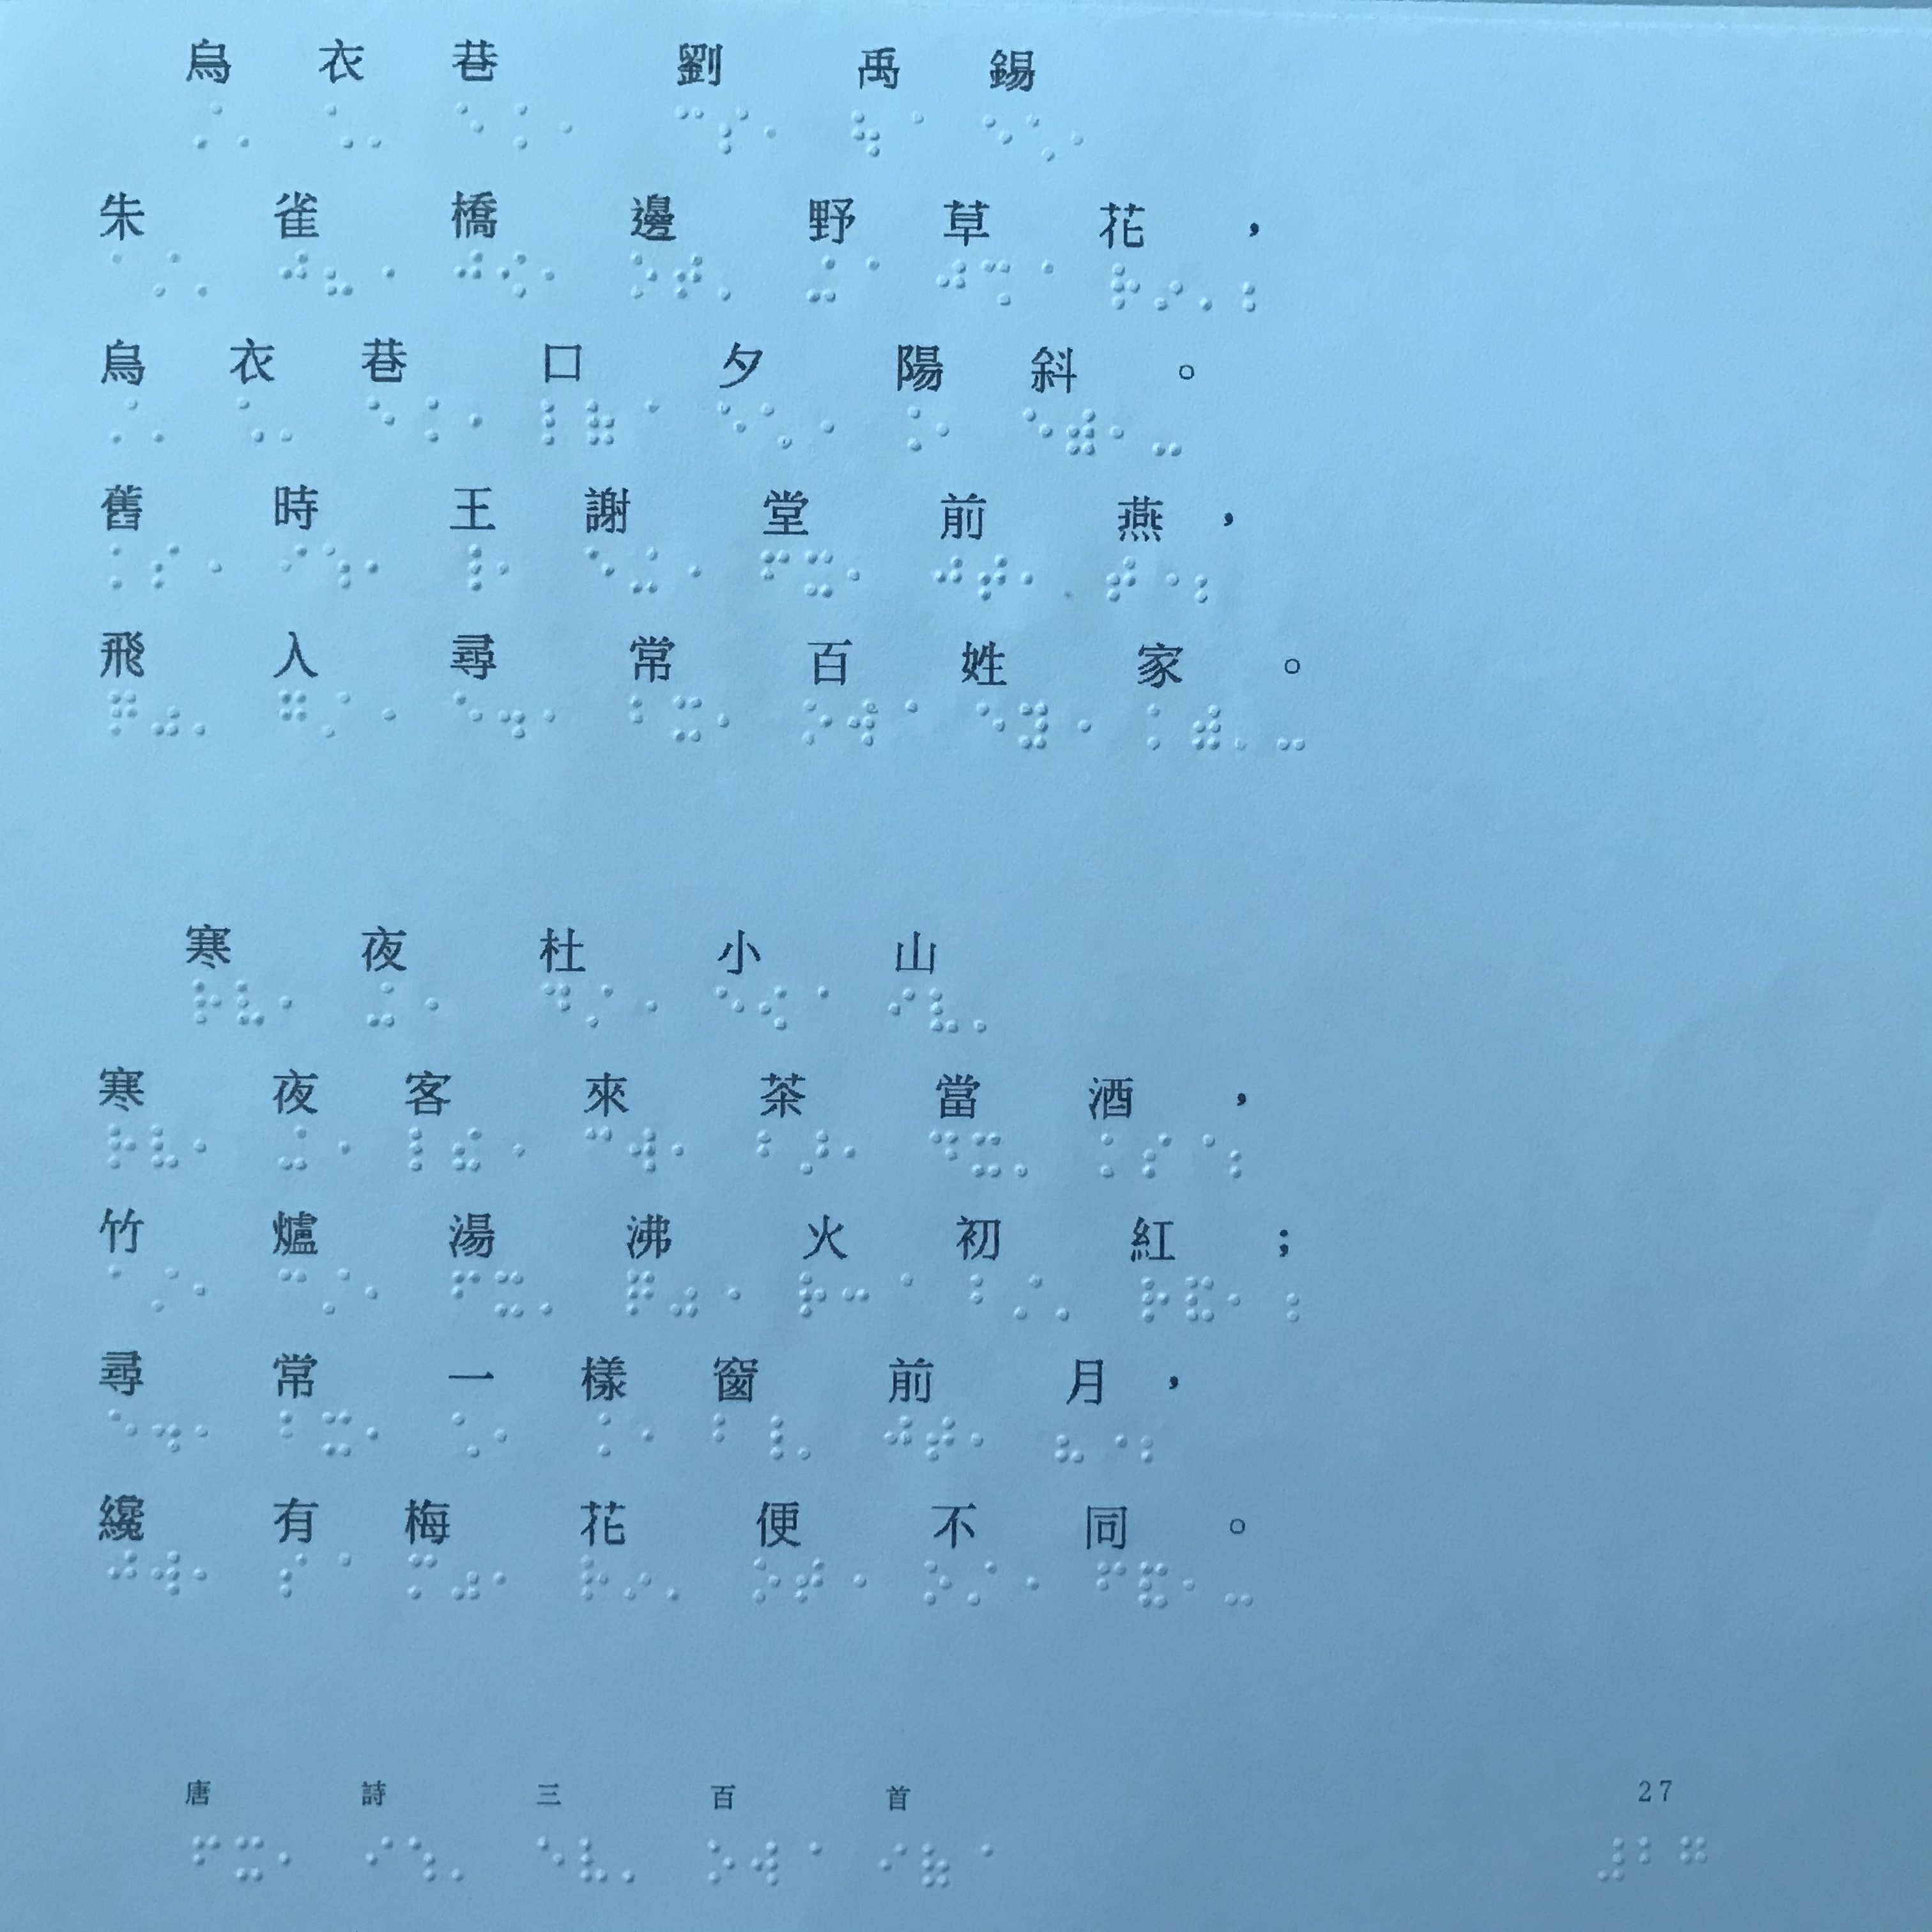 烏衣巷 劉禹錫
朱雀橋邊野草花，
烏衣巷口夕陽斜。
舊時王謝堂前燕，
飛入尋常百姓家。
寒夜杜小山
寒夜客來茶當酒，
竹爐湯沸火初紅；
尋常一樣窗前月，
纔有梅花便不同。
唐詩三百首 27